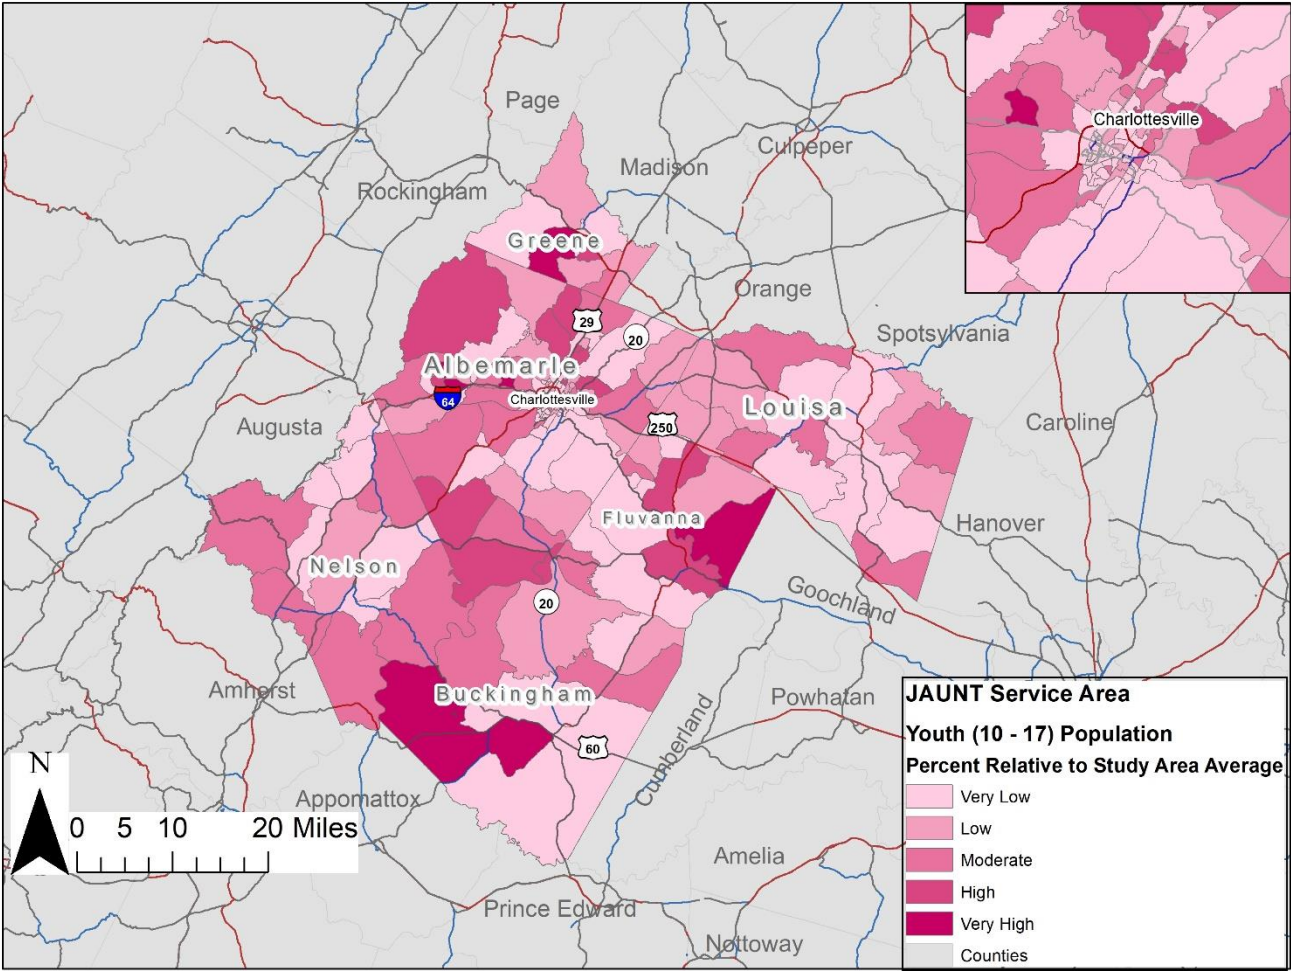 Page
Madison
Culpeper
Charlottesville
Rockingham
Greene
Orange
29
20
Spotsylvania
Albemarle
64
Charlottesville
Louisa
250
Augusta
Caroline
Fluvanna
Hanover
Nelson
20
Goochland
Amherst
Buckingham
Powhatan
60
Cumberland
Appomattox
Amelia
Prince Edward
Nottoway
N
0 5 10 20 Miles
JAUNT Service Area
Youth (10 - 17) Population
Percent Relative to Study Area Average
Very Low
Low
Moderate
High
Very High
Counties